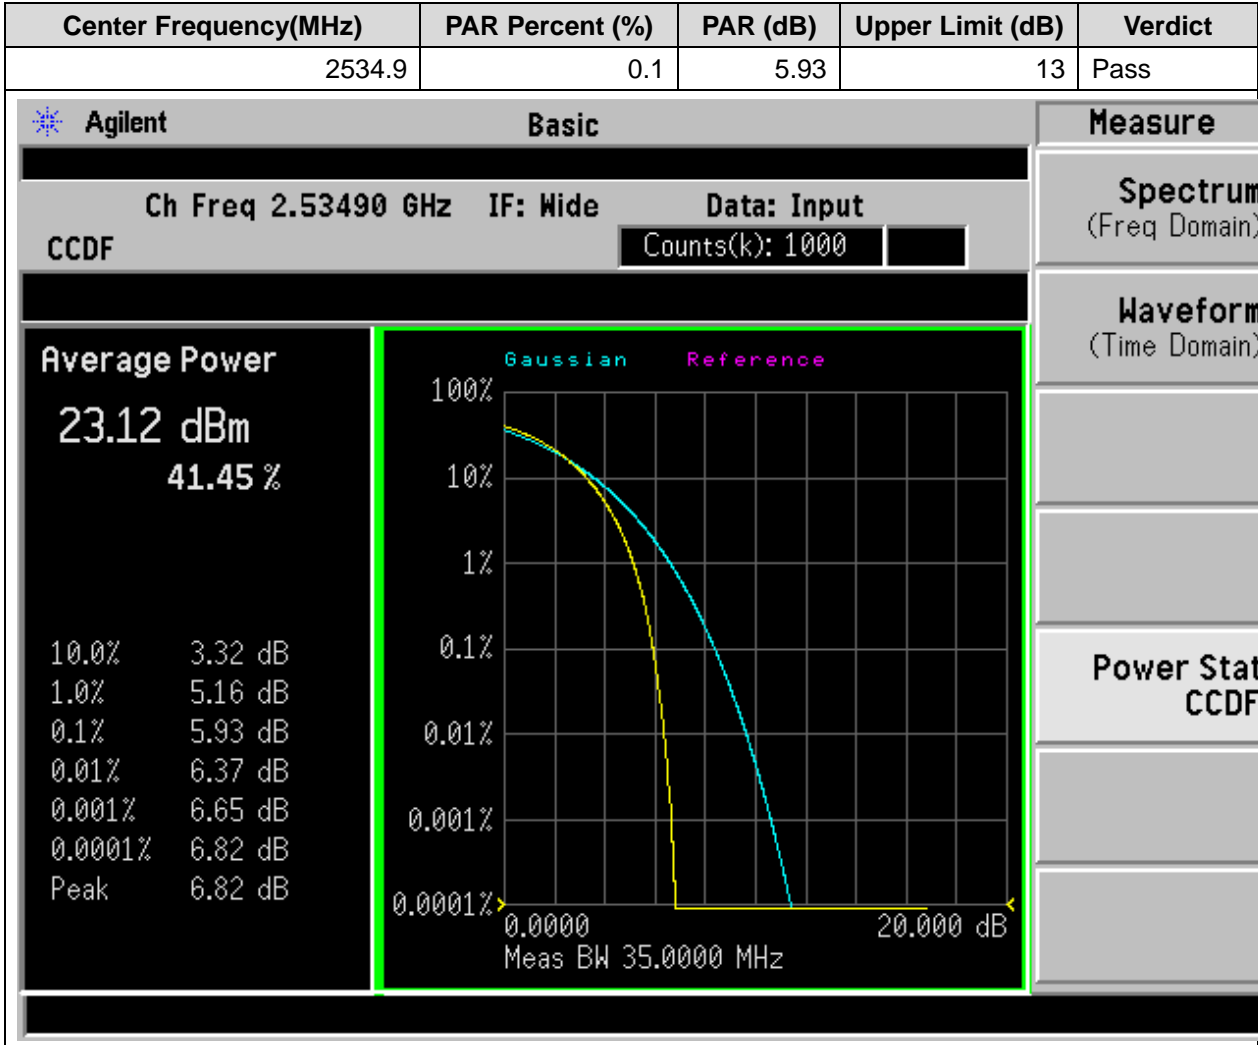 Center Frequency(MHz) PAR Percent (%) PAR (dB) Upper Limit (dB) Verdict
2534.9 0.1 5.93 13 Pass
Agilent Basic Measure
Ch Freq 2.53490 GHz IF: Wide Data: Input
CCDF Counts(k): 1000
Spectrum
(Freq Domain)
Waveform
(Time Domain)
Power Stat
CCDF
Average Power
23.12 dBm
41.45 %
10.0% 3.32 dB
1.0% 5.16 dB
0.1% 5.93 dB
0.01% 6.37 dB
0.001% 6.65 dB
0.0001% 6.82 dB
Peak 6.82 dB
Gaussian Reference
100%
10%
1%
0.1%
0.01%
0.001%
0.0001%
0.0000 20.000 dB
Meas BW 35.0000 MHz